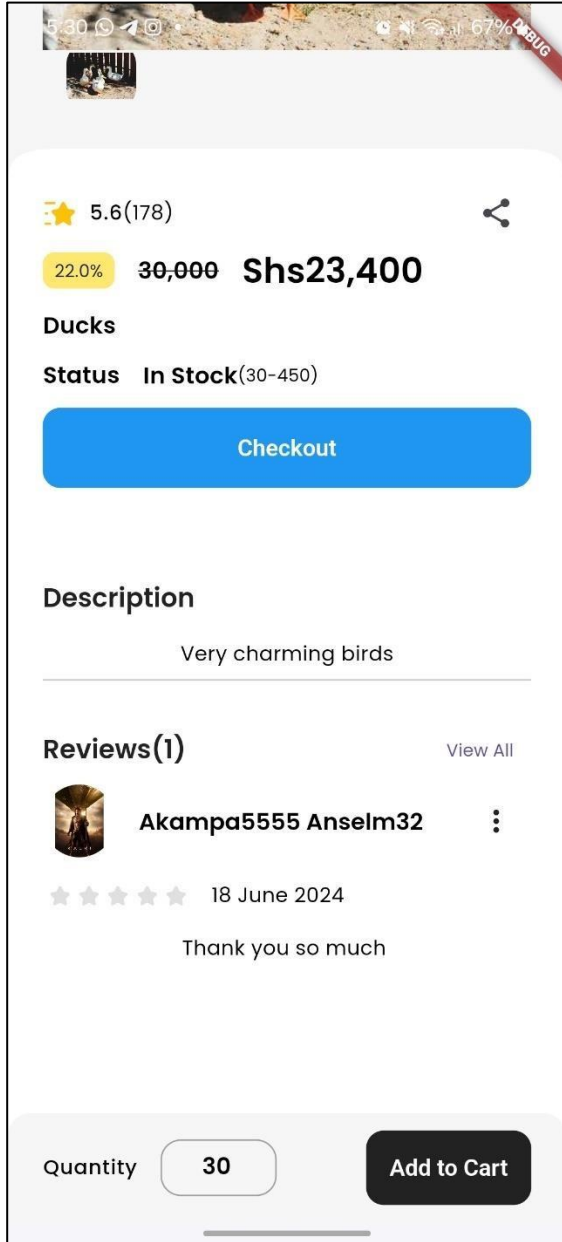 5:30 67%
DEBUG
5.6(178)
22.0% 30,000 Shs23,400
Ducks
Status In Stock(30-450)
Checkout
Description
Very charming birds
Reviews(1) View All
Akampa5555 Anselm32
18 June 2024
Thank you so much
Quantity 30 Add to Cart